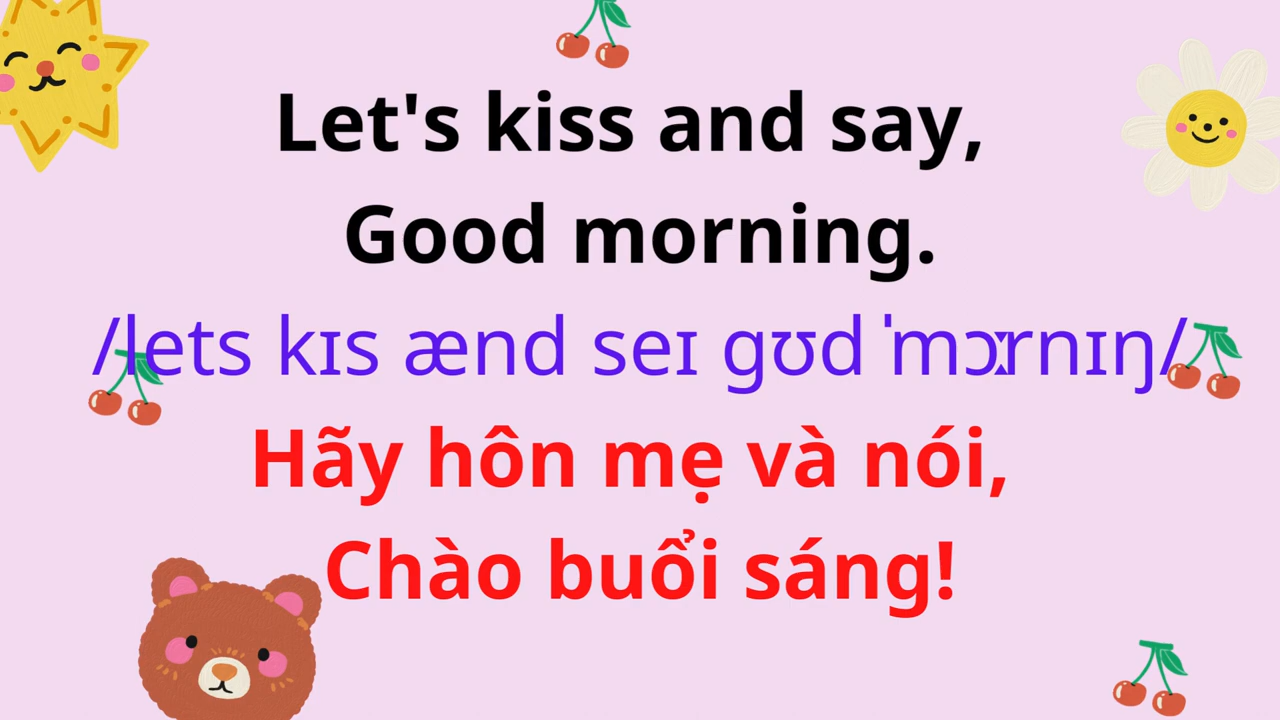 Let's kiss and say,
Good morning.
/lets kɪs ænd seɪ gʊd ˈmɔːrnɪŋ/
Hãy hôn mẹ và nói,
Chào buổi sáng!